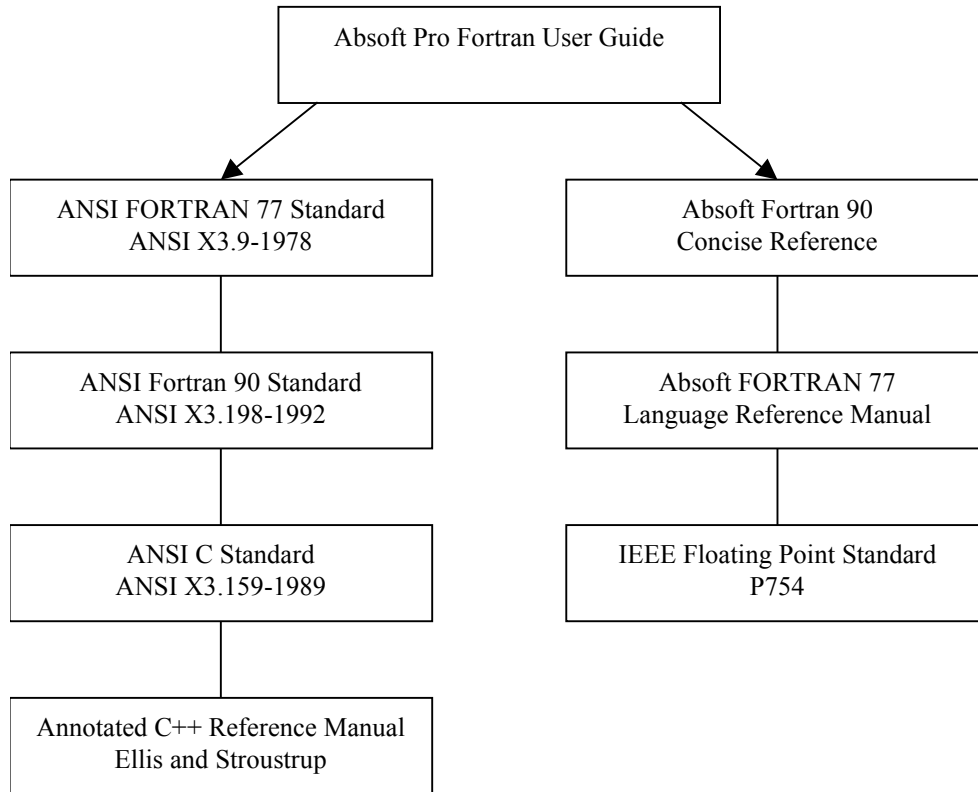 Absoft Pro Fortran User Guide
ANSI FORTRAN 77 Standard
ANSI X3.9-1978
Absoft Fortran 90
Concise Reference
ANSI Fortran 90 Standard
ANSI X3.198-1992
Absoft FORTRAN 77
Language Reference Manual
ANSI C Standard
ANSI X3.159-1989
IEEE Floating Point Standard
P754
Annotated C++ Reference Manual
Ellis and Stroustrup